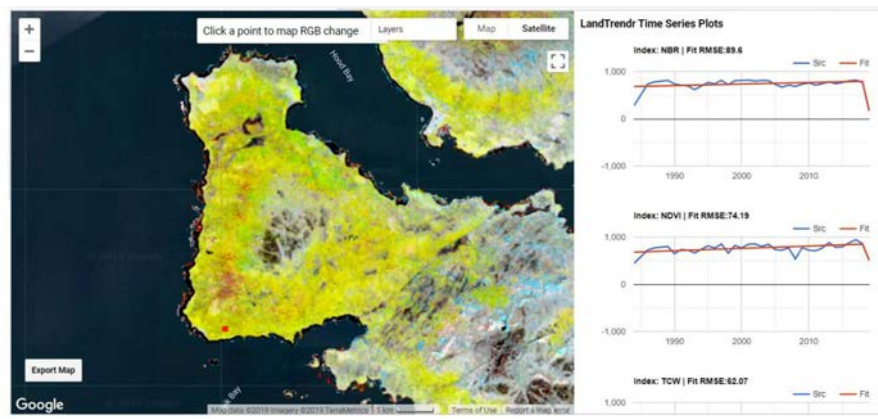 Click a point to map RGB change
Layers
Map
Satellite
+
−
Hood Bay
Export Map
Google
Map data ©2019 Imagery ©2019 TerraMetrics
1 km
Terms of Use
Report a map error
LandTrendr Time Series Plots
Index: NBR | Fit RMSE:89.6
Src
Fit
1,000
0
-1,000
1990
2000
2010
Index: NDVI | Fit RMSE:74.19
Src
Fit
1,000
0
-1,000
1990
2000
2010
Index: TCW | Fit RMSE:62.07
Src
Fit
1,000